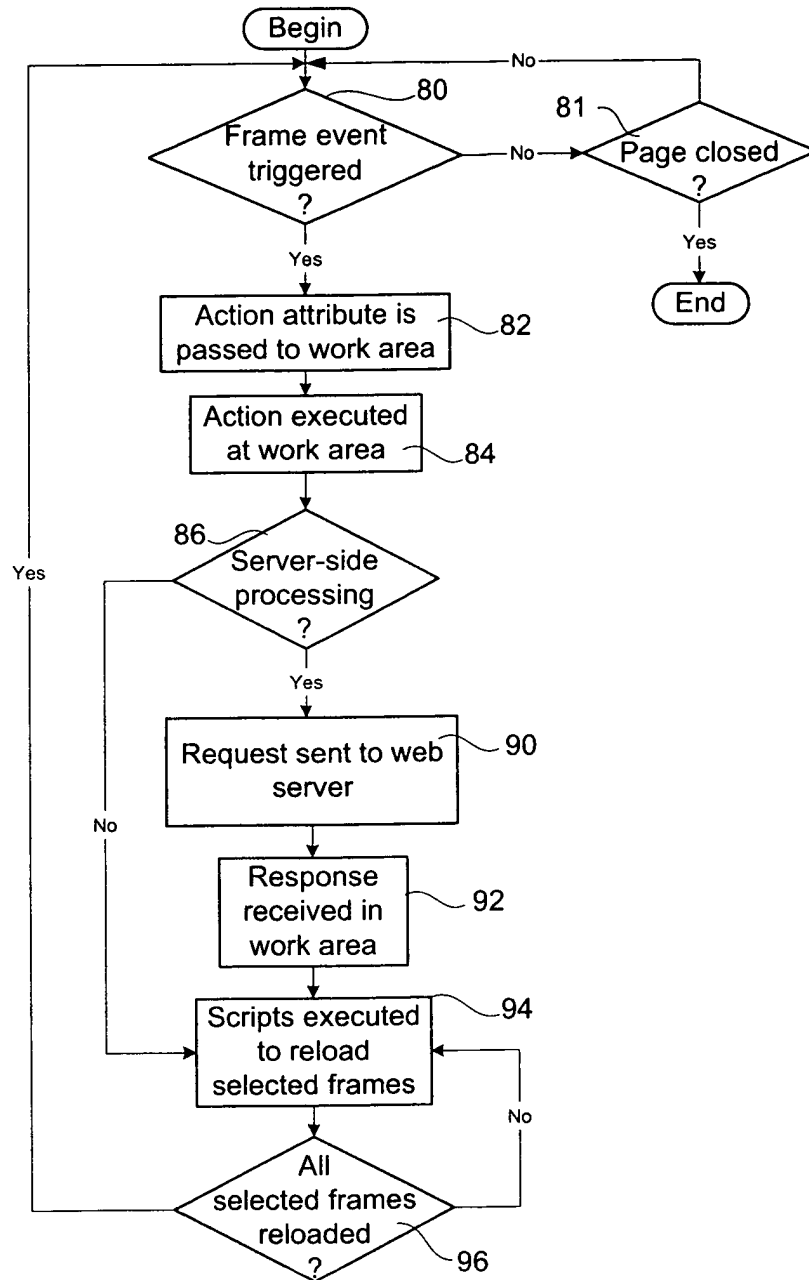 Begin
No
80
81
Frame event
triggered
?
No
Page closed
?
Yes
Yes
End
Action attribute is
passed to work area
82
Action executed
at work area
84
86
Server-side
processing
?
Yes
Yes
Request sent to web
server
90
No
Response
received in
work area
92
94
Scripts executed
to reload
selected frames
No
All
selected frames
reloaded
?
96